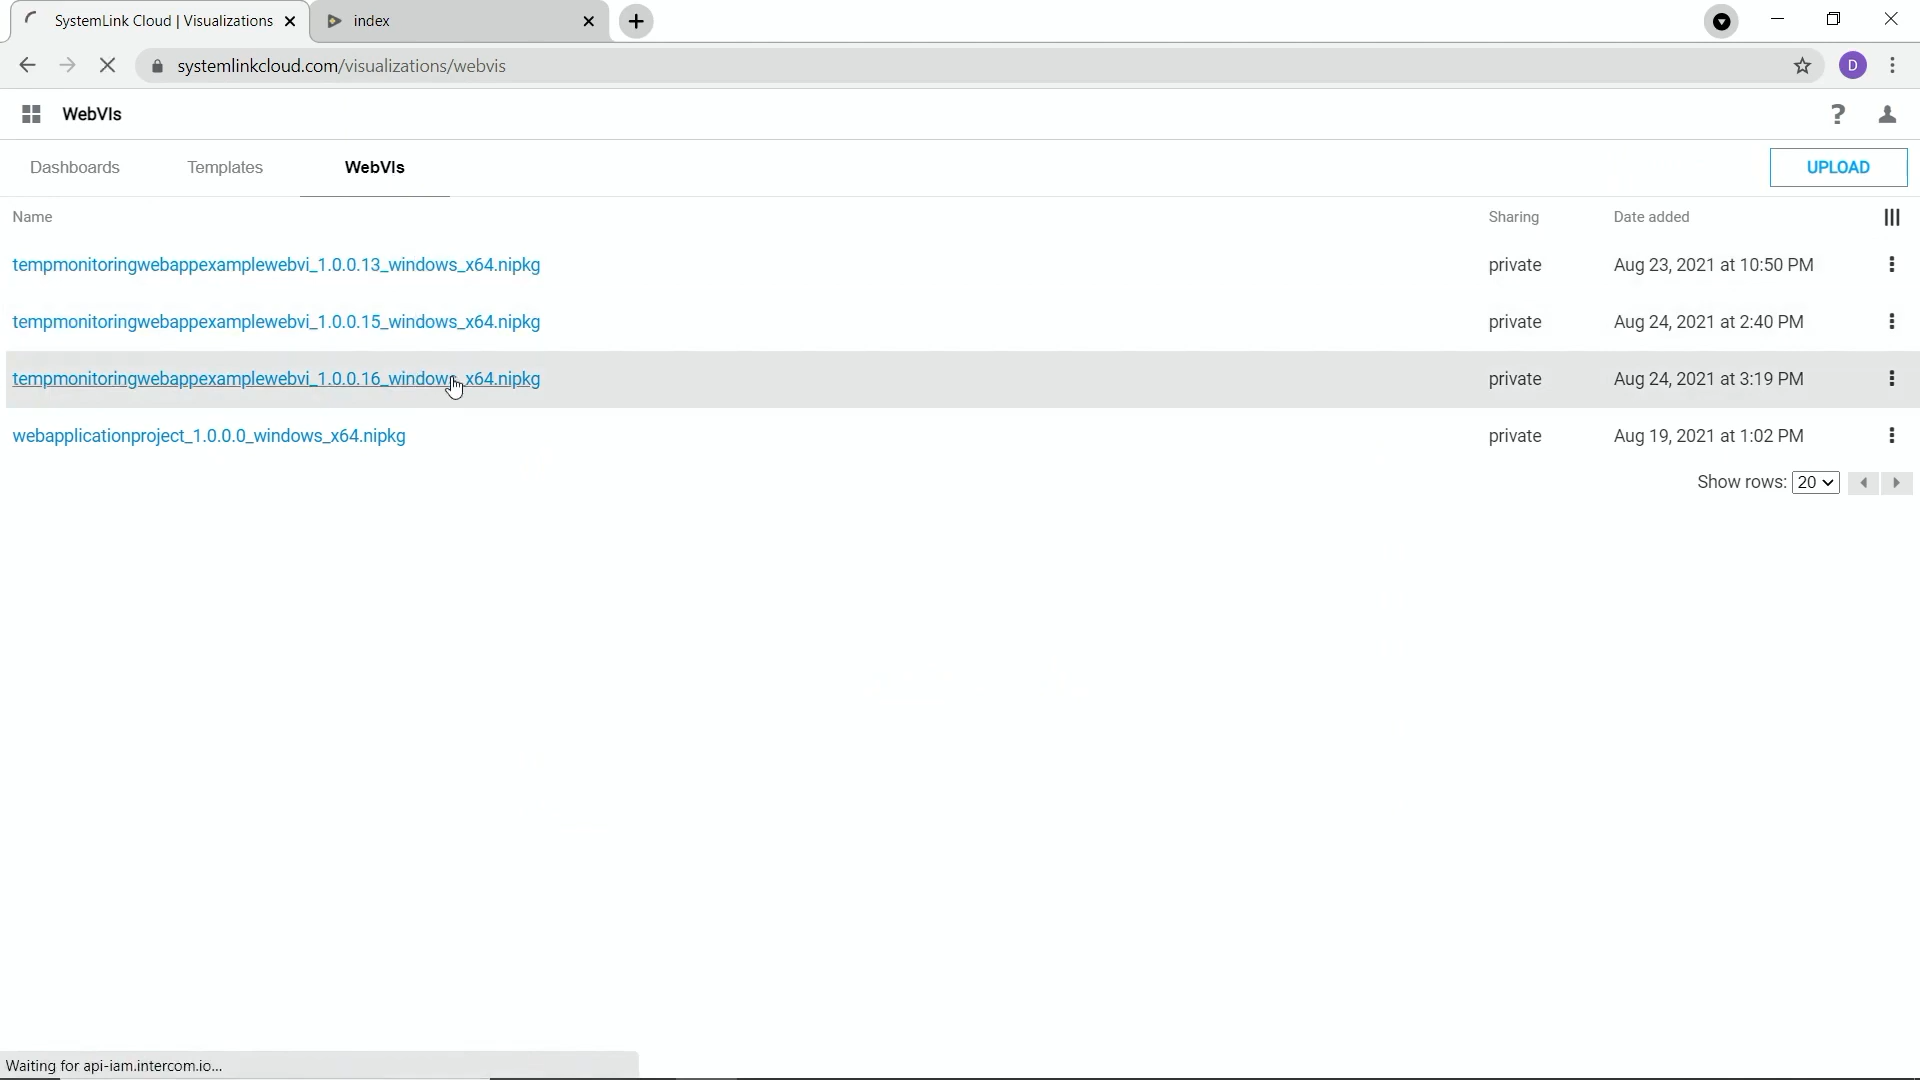 SystemLink Cloud | Visualizations
index
systemlinkcloud.com/visualizations/webvis
D
WebVIs
?
Dashboards
Templates
WebVIs
UPLOAD
Name
Sharing
Date added
tempmonitoringwebappexamplewebvi_1.0.0.13_windows_x64.nipkg
private
Aug 23, 2021 at 10:50 PM
tempmonitoringwebappexamplewebvi_1.0.0.15_windows_x64.nipkg
private
Aug 24, 2021 at 2:40 PM
tempmonitoringwebappexamplewebvi_1.0.0.16_windows_x64.nipkg
private
Aug 24, 2021 at 3:19 PM
webapplicationproject_1.0.0.0_windows_x64.nipkg
private
Aug 19, 2021 at 1:02 PM
Show rows: 20
Waiting for api-iam.intercom.io...